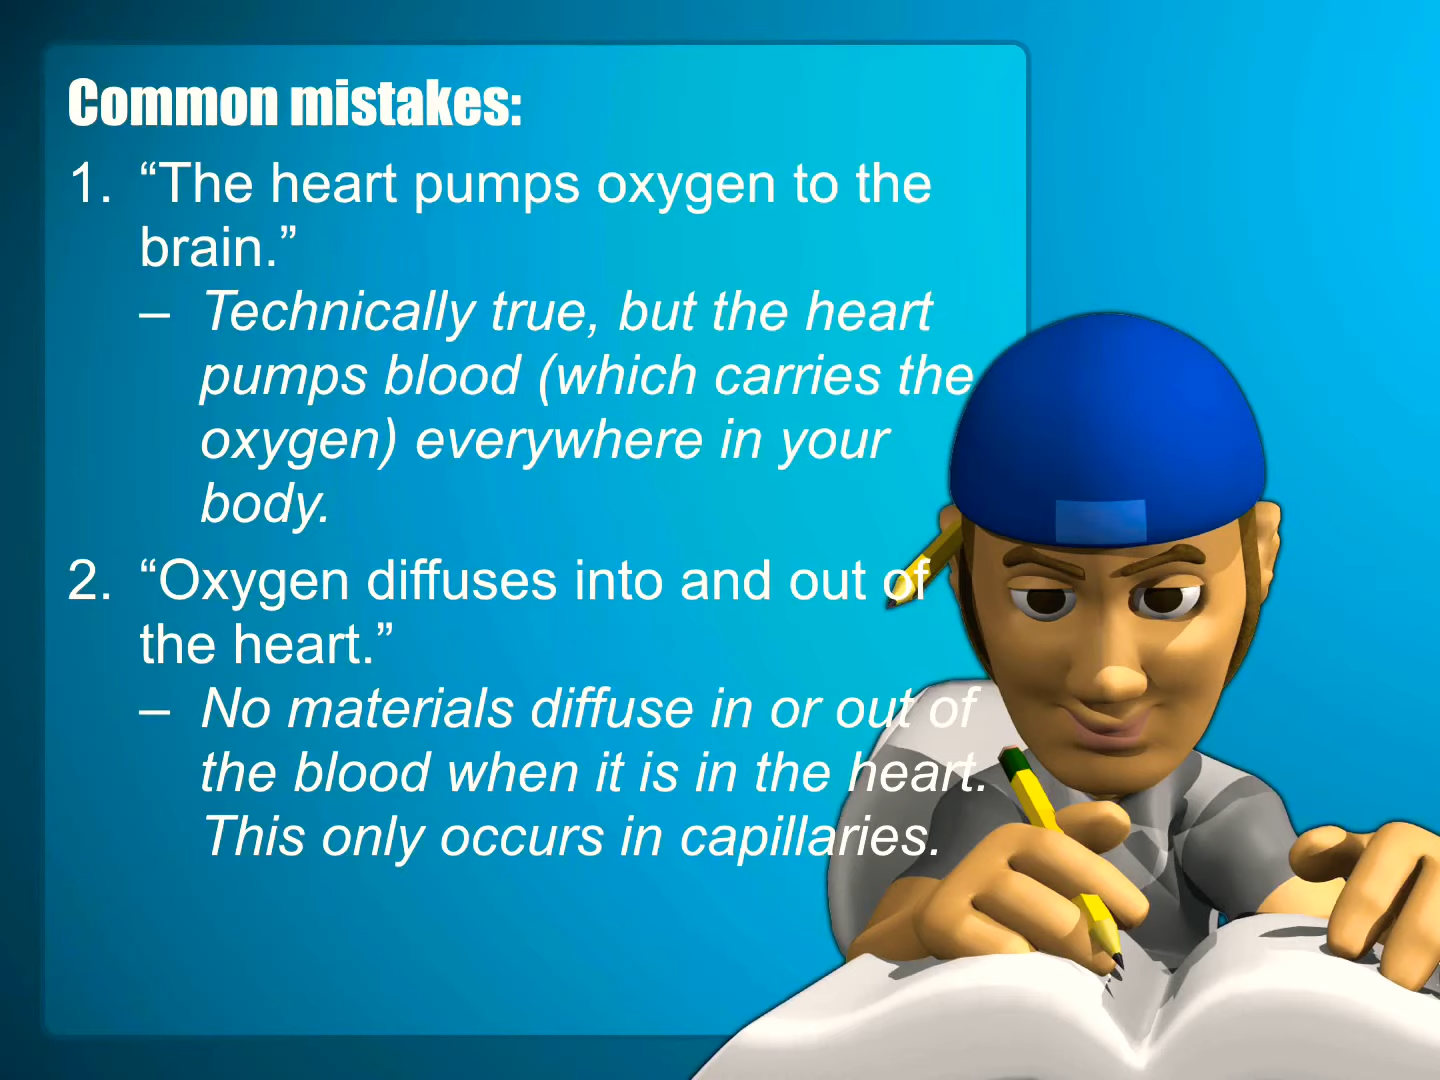 Common mistakes:
1. “The heart pumps oxygen to the
brain.”
– Technically true, but the heart
pumps blood (which carries the
oxygen) everywhere in your
body.
2. “Oxygen diffuses into and out of
the heart.”
– No materials diffuse in or out of
the blood when it is in the heart.
This only occurs in capillaries.